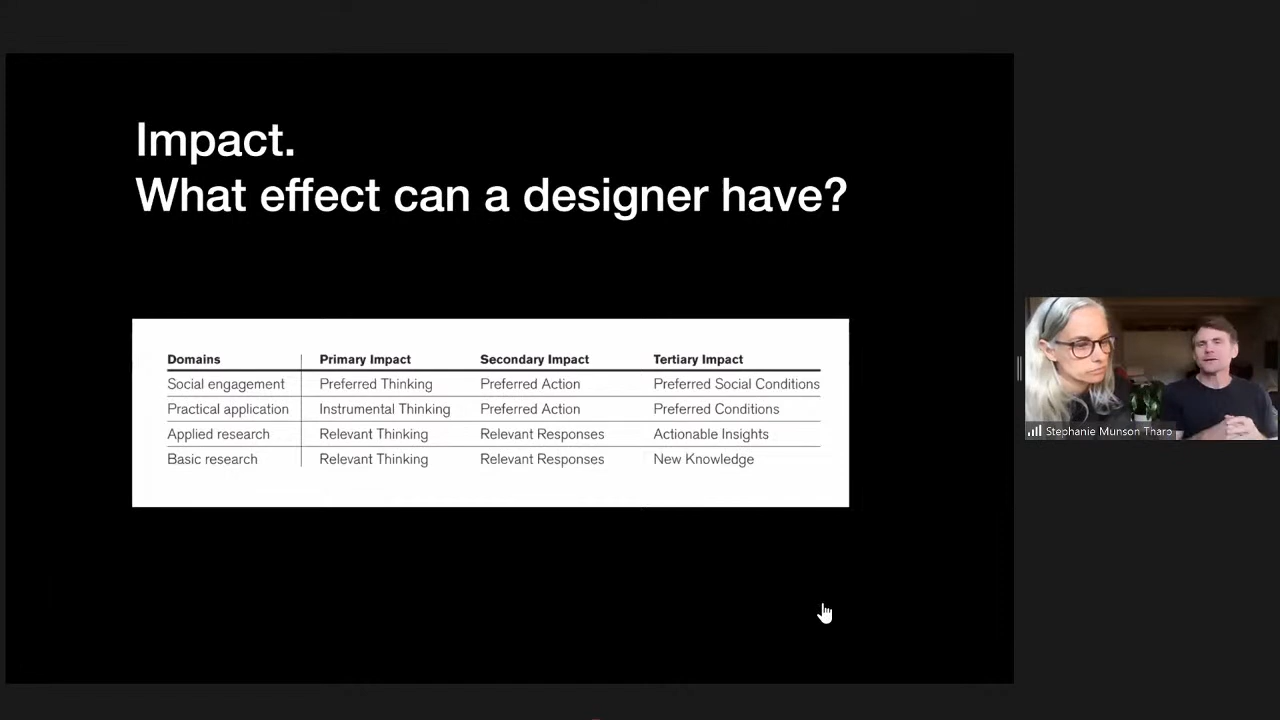 Impact.
What effect can a designer have?
Domains Primary Impact Secondary Impact Tertiary Impact
Social engagement Preferred Thinking Preferred Action Preferred Social Conditions
Practical application Instrumental Thinking Preferred Action Preferred Conditions
Applied research Relevant Thinking Relevant Responses Actionable Insights
Basic research Relevant Thinking Relevant Responses New Knowledge
Stephanie Munson Tharp